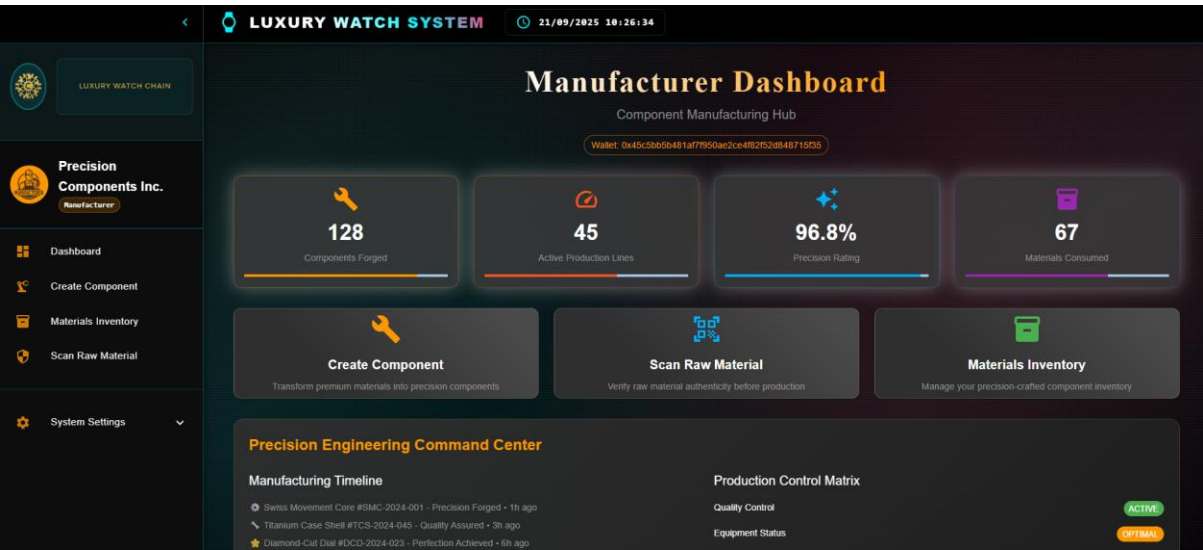 LUXURY WATCH SYSTEM
21/09/2025 10:26:34
LUXURY WATCH CHAIN
Precision
Components Inc.
Manufacturer
Dashboard
Create Component
Materials Inventory
Scan Raw Material
System Settings
Manufacturer Dashboard
Component Manufacturing Hub
Wallet: 0x45c5bb5b481af7f950ae2ce4f82f52d848715f35
128
Components Forged
45
Active Production Lines
96.8%
Precision Rating
67
Materials Consumed
Create Component
Transform premium materials into precision components
Scan Raw Material
Verify raw material authenticity before production
Materials Inventory
Manage your precision-crafted component inventory
Precision Engineering Command Center
Manufacturing Timeline
Swiss Movement Core #SMC-2024-001 - Precision Forged • 1h ago
Titanium Case Shell #TCS-2024-045 - Quality Assured • 3h ago
Diamond-Cut Dial #DCD-2024-023 - Perfection Achieved • 6h ago
Production Control Matrix
Quality Control
ACTIVE
Equipment Status
OPTIMAL